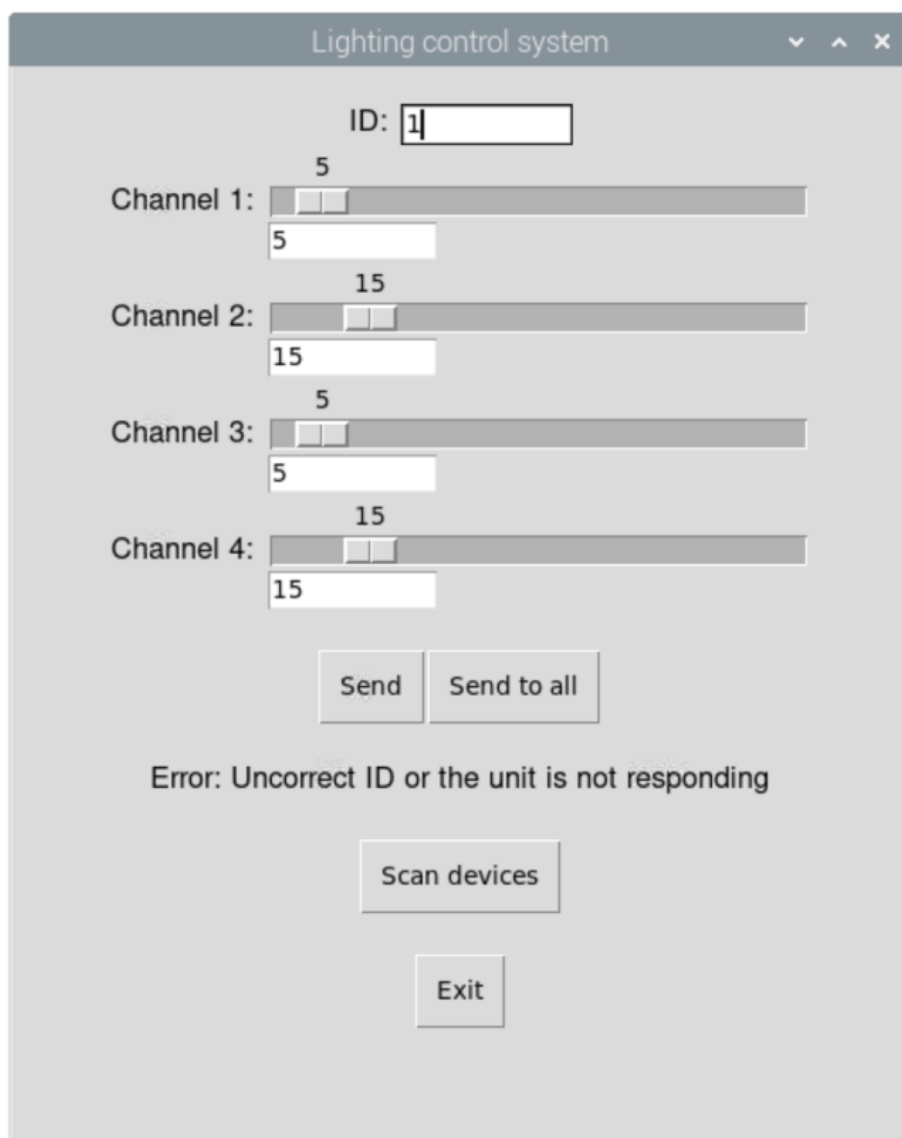 Lighting control system
ID: 1
5
Channel 1:
5
15
Channel 2:
15
5
Channel 3:
5
15
Channel 4:
15
Send Send to all
Error: Uncorrect ID or the unit is not responding
Scan devices
Exit